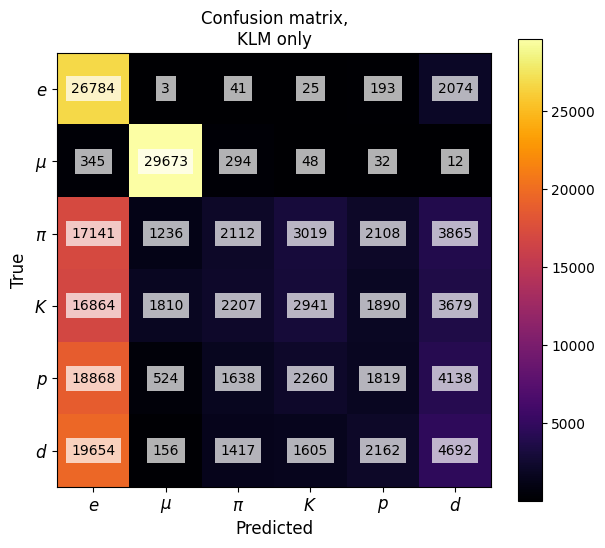 Confusion matrix,
KLM only
e 26784 3 41 25 193 2074
μ 345 29673 294 48 32 12
π 17141 1236 2112 3019 2108 3865
K 16864 1810 2207 2941 1890 3679
p 18868 524 1638 2260 1819 4138
d 19654 156 1417 1605 2162 4692
e μ π K p d
Predicted
True
25000
20000
15000
10000
5000